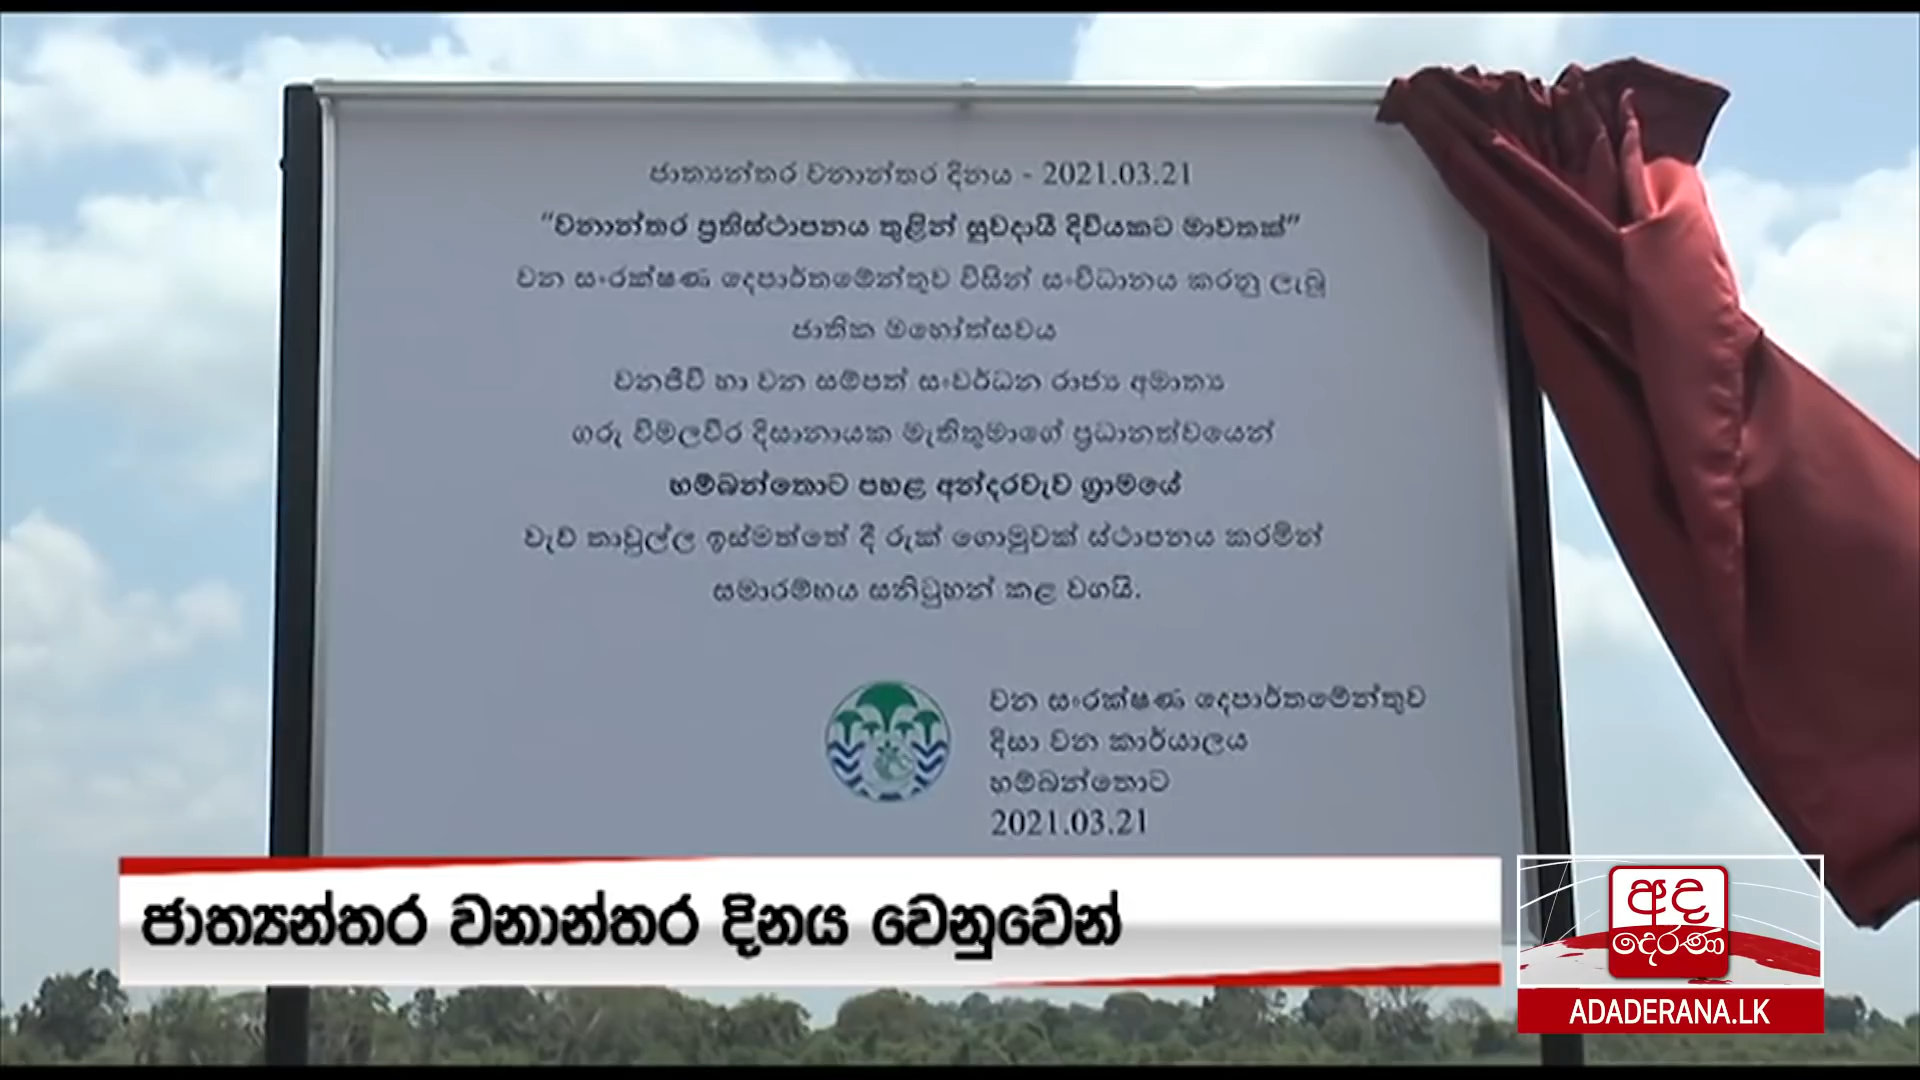 ජාත්‍යන්තර වනාන්තර දිනය - 2021.03.21
"වනාන්තර ප්‍රතිස්ථාපනය තුළින් සුවදායී දිවියකට මාවතක්"
වන සංරක්ෂණ දෙපාර්තමේන්තුව විසින් සංවිධානය කරනු ලැබූ
ජාතික මහෝත්සවය
වනජීවී හා වන සම්පත් සංවර්ධන රාජ්‍ය අමාත්‍ය
ගරු විමලවීර දිසානායක මැතිතුමාගේ ප්‍රධානත්වයෙන්
හම්බන්තොට පහළ අන්දරවැව ග්‍රාමයේ
වැව් තාවුල්ල ඉස්මත්තේ දී රුක් ගොමුවක් ස්ථාපනය කරමින්
සමාරම්භය සනිටුහන් කළ වගයි.
වන සංරක්ෂණ දෙපාර්තමේන්තුව
දිසා වන කාර්යාලය
හම්බන්තොට
2021.03.21
ජාත්‍යන්තර වනාන්තර දිනය වෙනුවෙන්
අද
දෙරණ
ADADERANA.LK